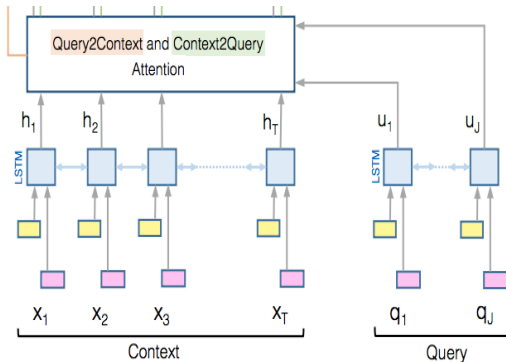 Query2Context and Context2Query
Attention
h1 h2 hT u1 uJ
LSTM LSTM
x1 x2 x3 xT q1 qJ
Context Query